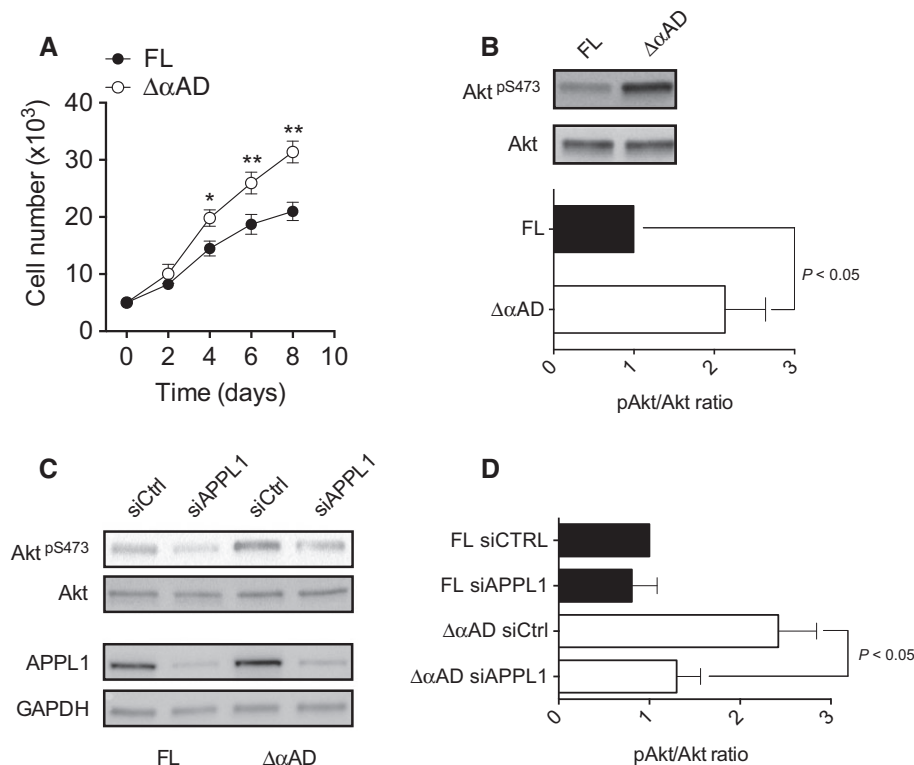 A
FL
ΔαAD
Cell number (x10³)
40
30
20
10
0
*
**
**
0 2 4 6 8 10
Time (days)
B
FL ΔαAD
Akt pS473
Akt
FL
ΔαAD
P < 0.05
0 1 2 3
pAkt/Akt ratio
C
siCtrl siAPPL1 siCtrl siAPPL1
Akt pS473
Akt
APPL1
GAPDH
FL ΔαAD
D
FL siCTRL
FL siAPPL1
ΔαAD siCtrl
ΔαAD siAPPL1
P < 0.05
0 1 2 3
pAkt/Akt ratio